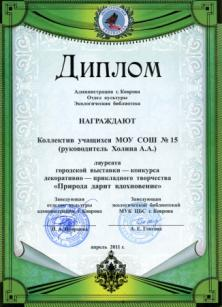 Диплом
Администрация г. Коврова
Отдел культуры
Экологическая библиотека
НАГРАЖДАЮТ
Коллектив учащихся МОУ СОШ № 15
(руководитель Холина А.А.)
лауреата
городской выставки — конкурса
декоративно — прикладного творчества
«Природа дарит вдохновение»
Заведующая
отделом культуры
администрации г. Коврова
Заведующая
экологической библиотекой
МУК ЦБС г. Коврова
апрель 2011 г.